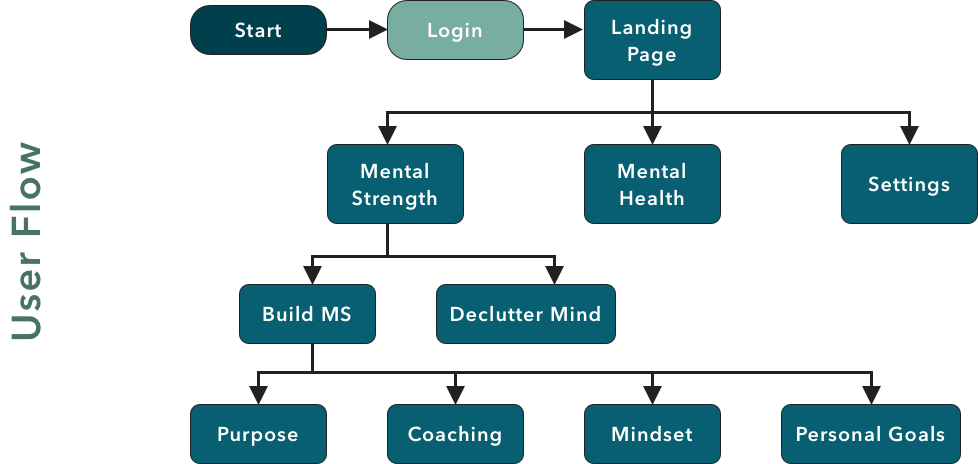 User Flow
Start
Login
Landing
Page
Mental
Strength
Mental
Health
Settings
Build MS
Declutter Mind
Purpose
Coaching
Mindset
Personal Goals